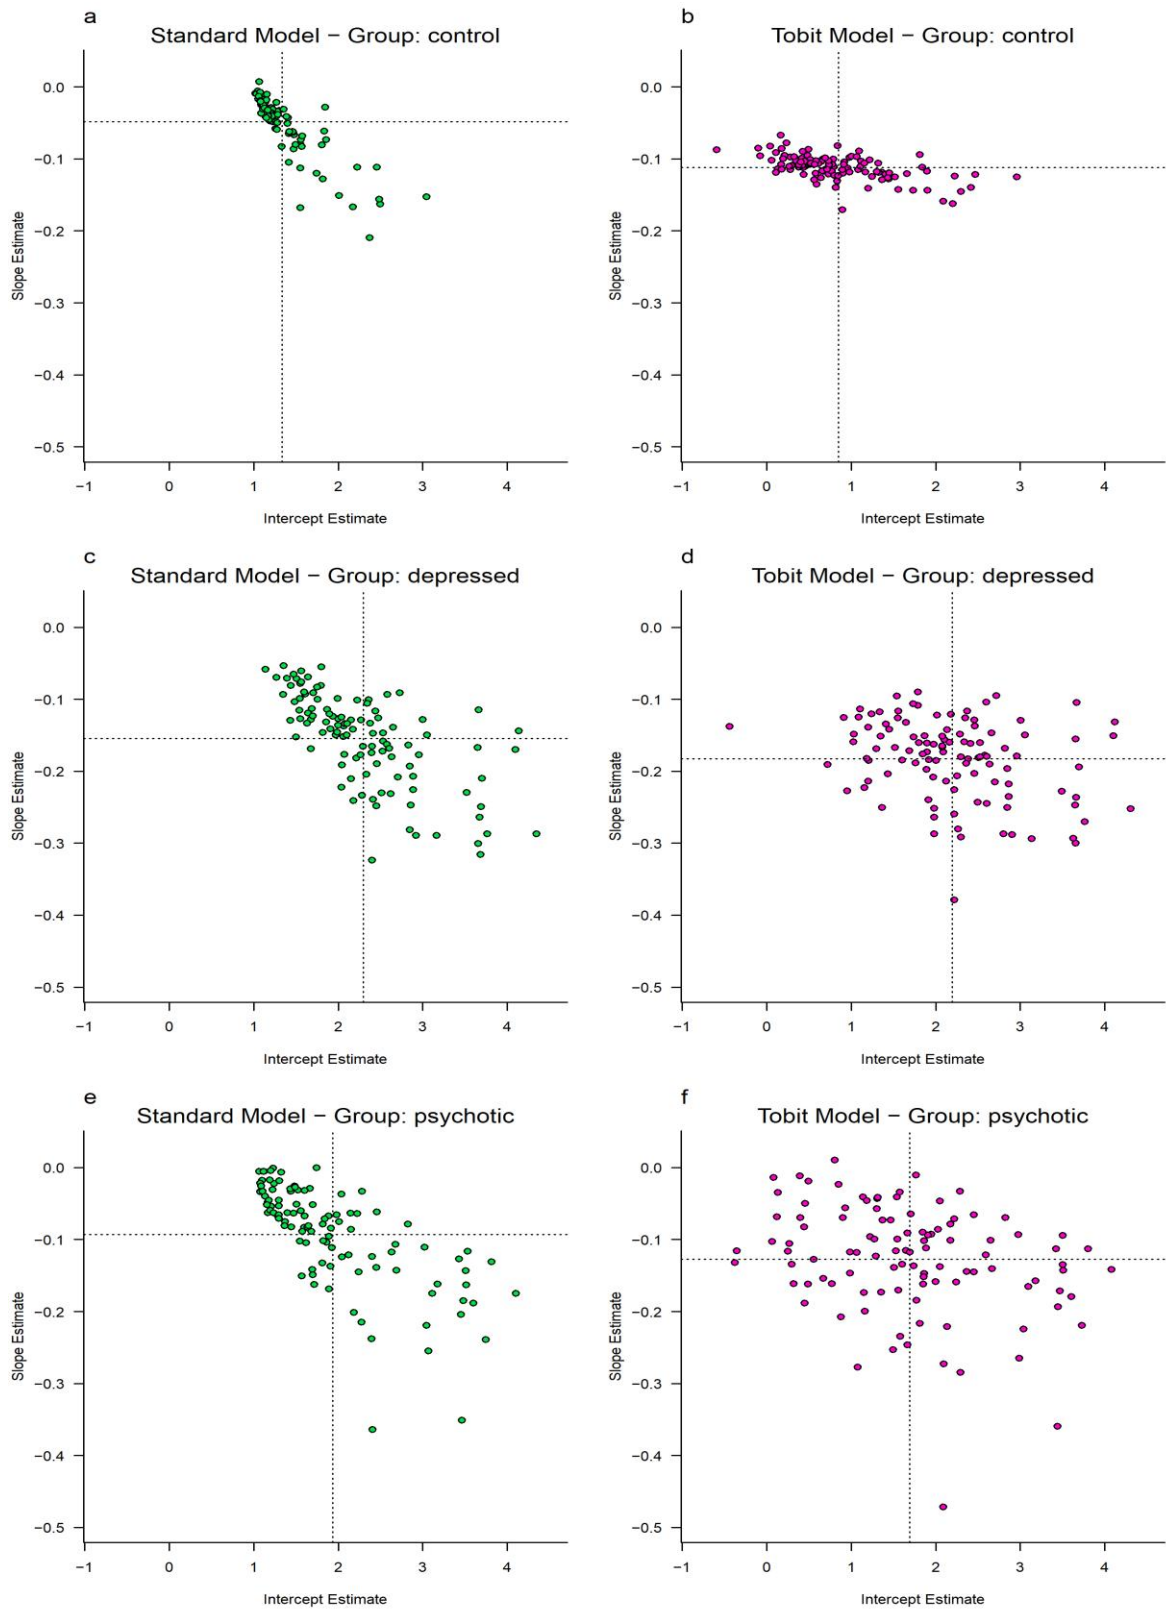 a
Standard Model − Group: control
0.0
−0.1
−0.2
−0.3
−0.4
−0.5
Slope Estimate
−1 0 1 2 3 4
Intercept Estimate
b
Tobit Model − Group: control
0.0
−0.1
−0.2
−0.3
−0.4
−0.5
Slope Estimate
−1 0 1 2 3 4
Intercept Estimate
c
Standard Model − Group: depressed
0.0
−0.1
−0.2
−0.3
−0.4
−0.5
Slope Estimate
−1 0 1 2 3 4
Intercept Estimate
d
Tobit Model − Group: depressed
0.0
−0.1
−0.2
−0.3
−0.4
−0.5
Slope Estimate
−1 0 1 2 3 4
Intercept Estimate
e
Standard Model − Group: psychotic
0.0
−0.1
−0.2
−0.3
−0.4
−0.5
Slope Estimate
−1 0 1 2 3 4
Intercept Estimate
f
Tobit Model − Group: psychotic
0.0
−0.1
−0.2
−0.3
−0.4
−0.5
Slope Estimate
−1 0 1 2 3 4
Intercept Estimate